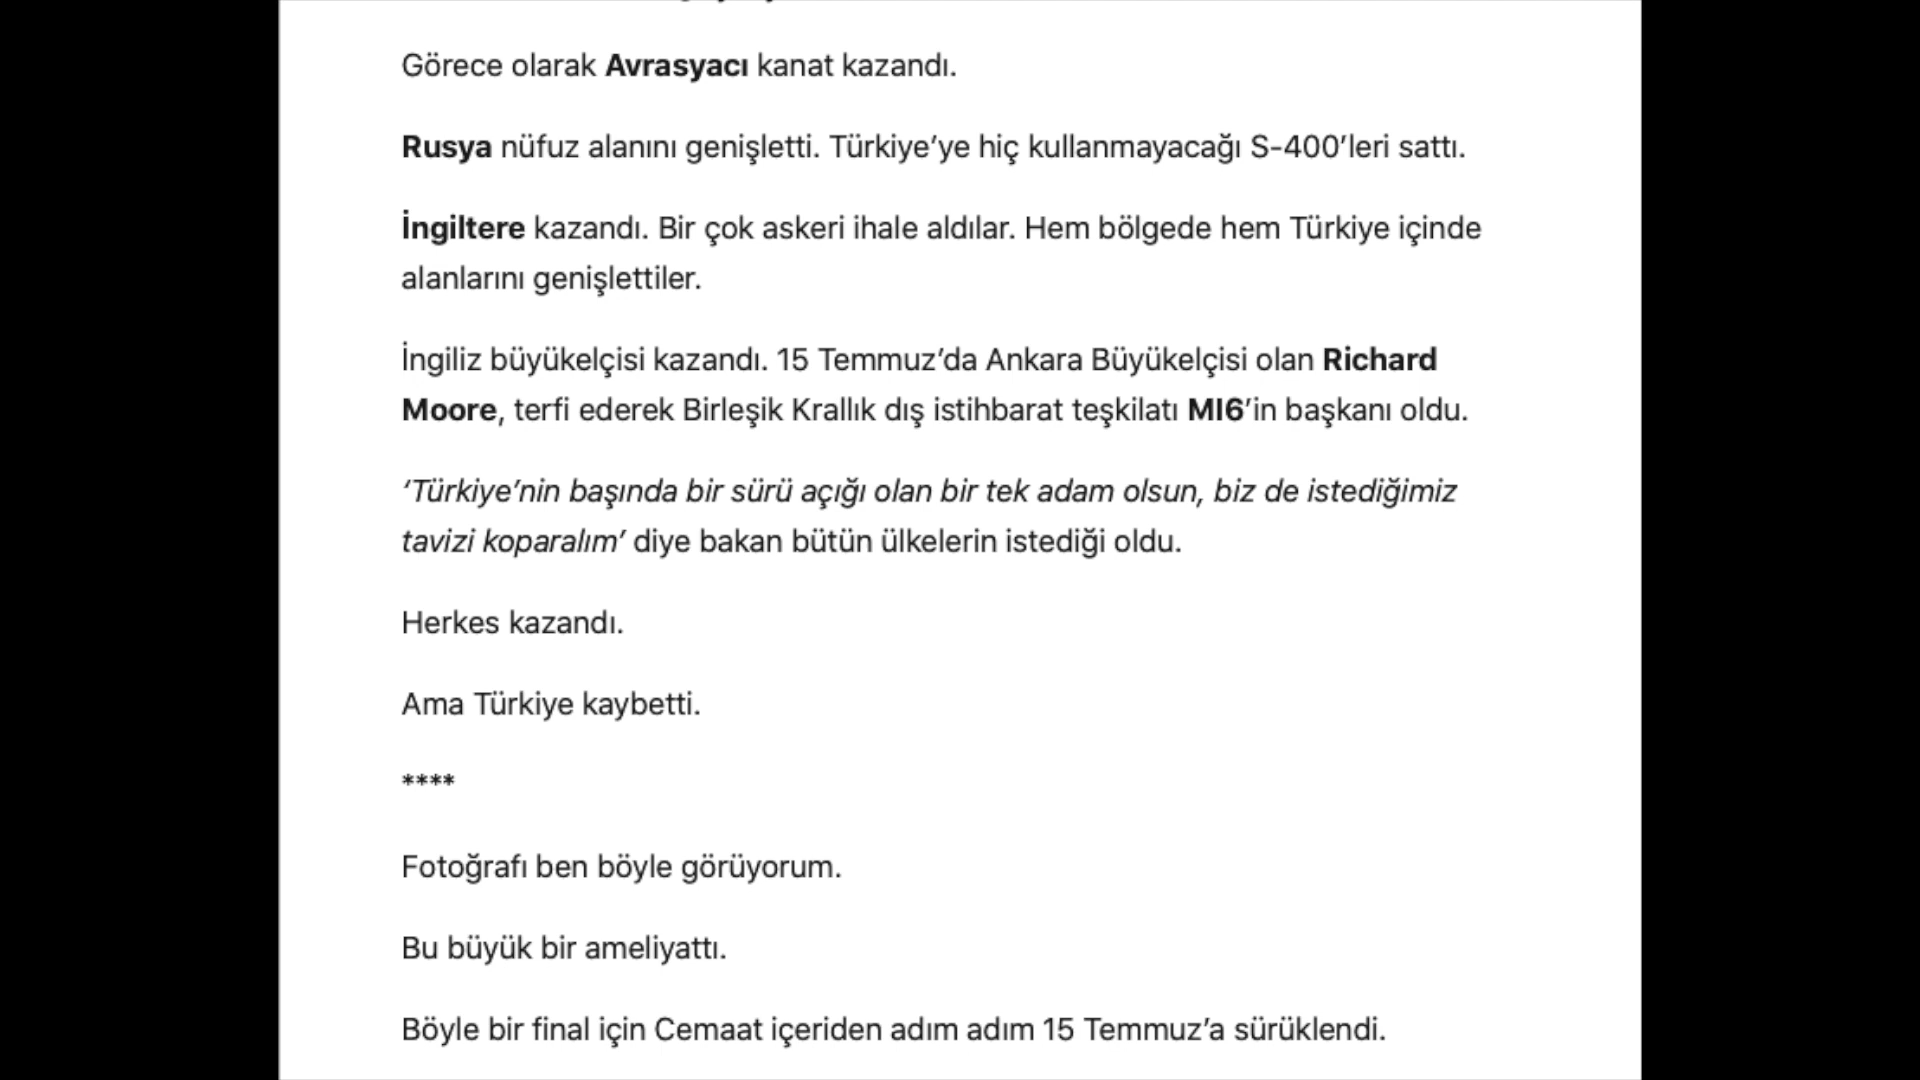 Görece olarak Avrasyacı kanat kazandı.
Rusya nüfuz alanını genişletti. Türkiye’ye hiç kullanmayacağı S-400’leri sattı.
İngiltere kazandı. Bir çok askeri ihale aldılar. Hem bölgede hem Türkiye içinde
alanlarını genişlettiler.
İngiliz büyükelçisi kazandı. 15 Temmuz’da Ankara Büyükelçisi olan Richard
Moore, terfi ederek Birleşik Krallık dış istihbarat teşkilatı MI6’in başkanı oldu.
‘Türkiye’nin başında bir sürü açığı olan bir tek adam olsun, biz de istediğimiz
tavizi koparalım’ diye bakan bütün ülkelerin istediği oldu.
Herkes kazandı.
Ama Türkiye kaybetti.
****
Fotoğrafı ben böyle görüyorum.
Bu büyük bir ameliyattı.
Böyle bir final için Cemaat içeriden adım adım 15 Temmuz’a sürüklendi.